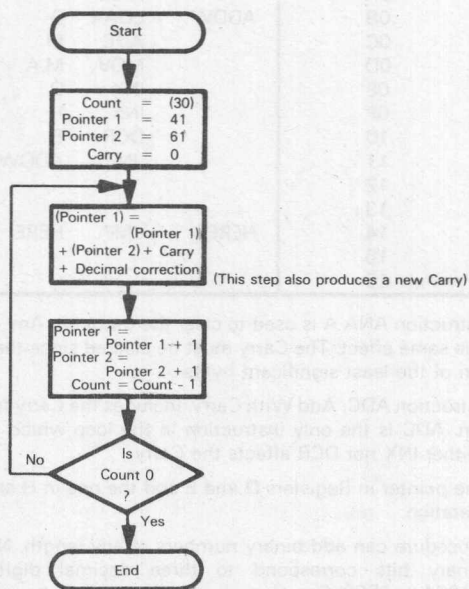 Start
Count = (30)
Pointer 1 = 41
Pointer 2 = 61
Carry = 0
(Pointer 1) =
(Pointer 1)
+ (Pointer 2) + Carry
+ Decimal correction
(This step also produces a new Carry)
Pointer 1 =
Pointer 1 + 1
Pointer 2 =
Pointer 2 + 1
Count = Count - 1
Is
Count 0
No
Yes
End